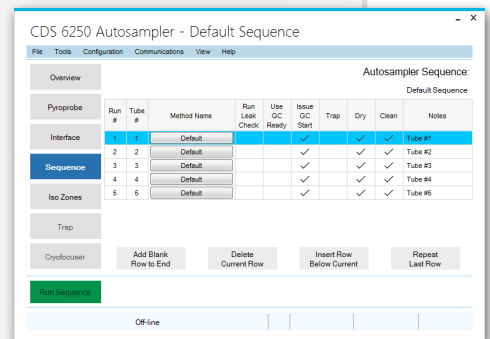 CDS 6250 Autosampler - Default Sequence
File Tools Configuration Communications View Help
Overview
Pyroprobe
Interface
Sequence
Iso Zones
Trap
Cryofocuser
Run Sequence
Autosampler Sequence:
Default Sequence
Run # Tube # Method Name Run Leak Check Use GC Ready Issue GC Start Trap Dry Clean Notes
1 1 Default ✓ ✓ ✓ Tube #1
2 2 Default ✓ ✓ ✓ Tube #2
3 3 Default ✓ ✓ ✓ Tube #3
4 4 Default ✓ ✓ ✓ Tube #4
5 5 Default ✓ ✓ ✓ Tube #5
Add Blank
Row to End
Delete
Current Row
Insert Row
Below Current
Repeat
Last Row
Off-line